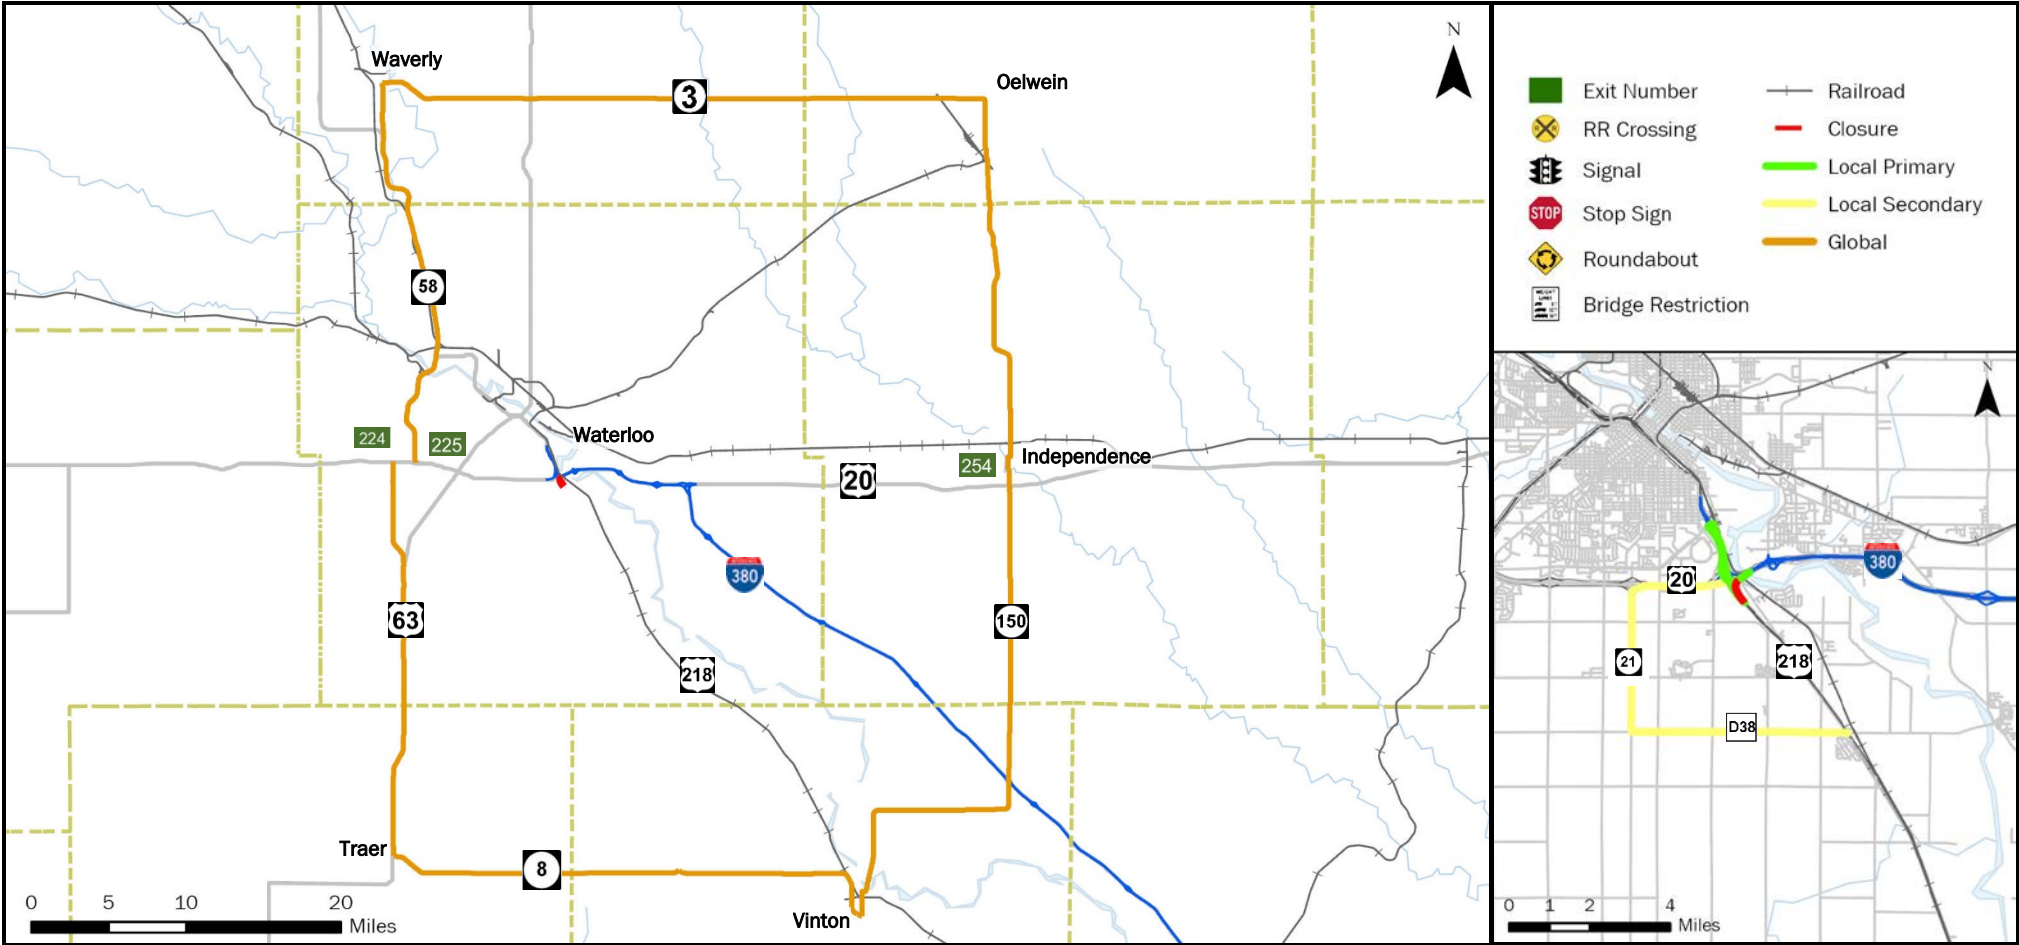 Waverly
3
Oelwein
N
58
Waterloo
224
225
254
Independence
20
380
63
150
218
Traer
8
Vinton
0 5 10 20
Miles
Exit Number
Railroad
RR Crossing
Closure
Signal
Local Primary
STOP
Stop Sign
Local Secondary
Roundabout
Global
Bridge Restriction
N
20
380
21
218
D38
0 1 2 4
Miles